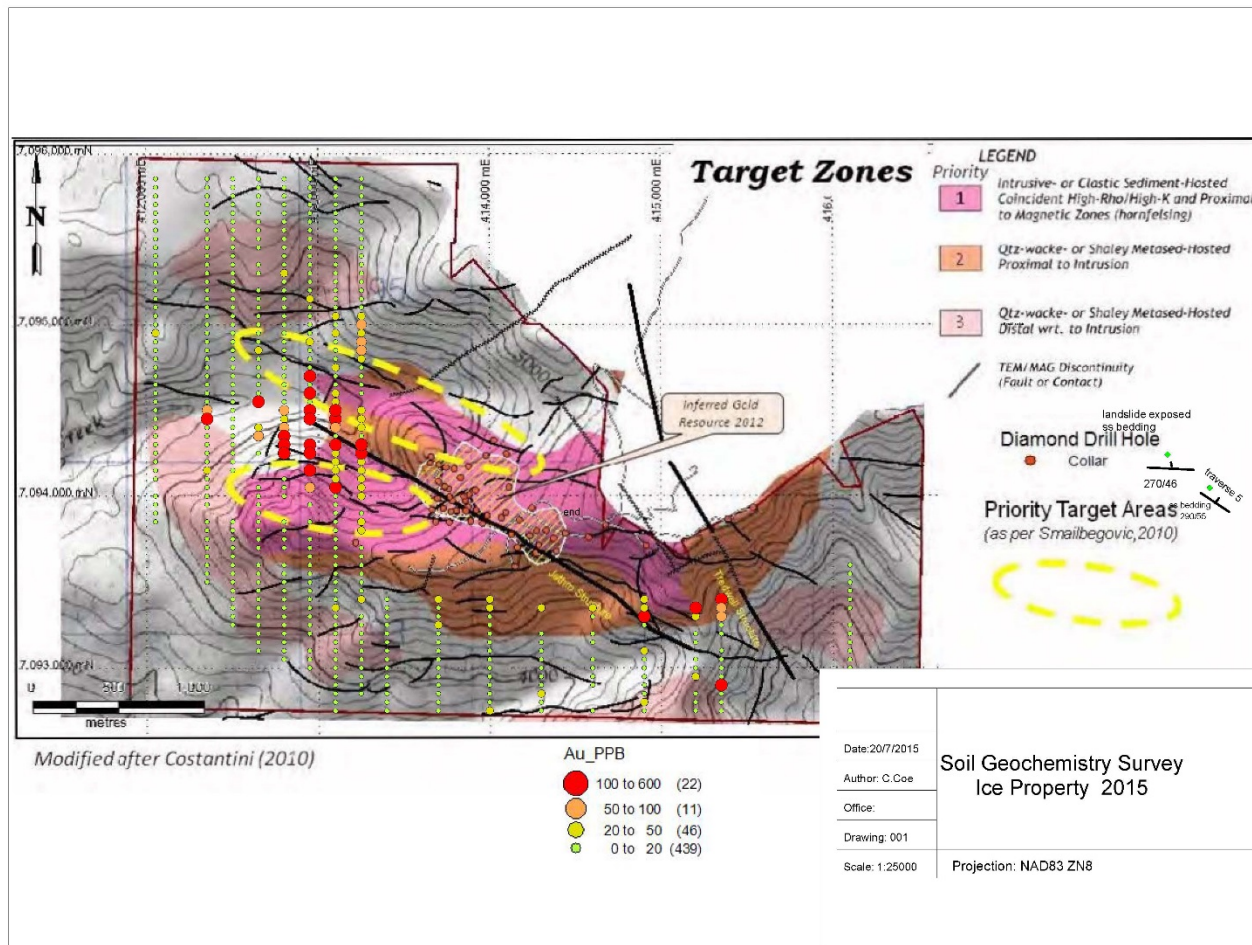 7,096,000 mN
N
414,000 mE
415,000 mE
Target Zones
LEGEND
Priority
1 Intrusive- or Clastic Sediment-Hosted
Coincident High-Rho/High-K and Proximal
to Magnetic Zones (hornfelsing)
2 Qtz-wacke- or Shaley Metased-Hosted
Proximal to Intrusion
3 Qtz-wacke- or Shaley Metased-Hosted
Distal wrt. to Intrusion
TEM/MAG Discontinuity
(Fault or Contact)
landslide exposed
ss bedding
270/46
traverse 5
ss bedding
290/55
Diamond Drill Hole
Collar
Priority Target Areas
(as per Smailbegovic,2010)
3000
Inferred Gold
Resource 2012
7,094,000 mN
end
7,093,000 mN
4000
0 500 1,000
metres
Modified after Costantini (2010)
Au_PPB
100 to 600 (22)
50 to 100 (11)
20 to 50 (46)
0 to 20 (439)
Date:20/7/2015
Author: C.Coe
Office:
Drawing: 001
Scale: 1:25000
Soil Geochemistry Survey
Ice Property 2015
Projection: NAD83 ZN8